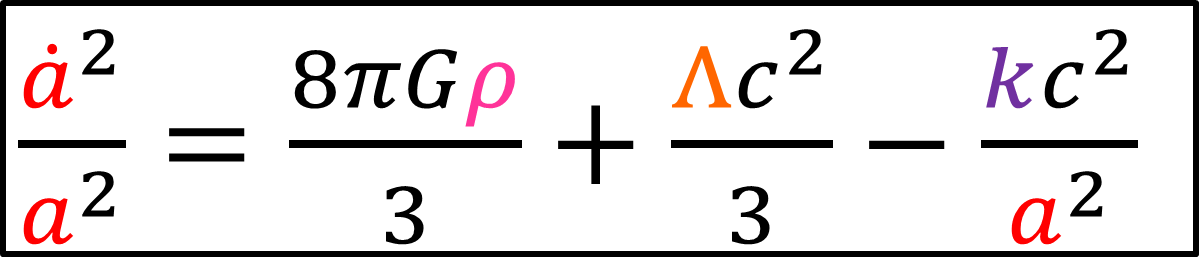 ȧ²/a² = 8πGρ/3 + Λc²/3 − kc²/a²